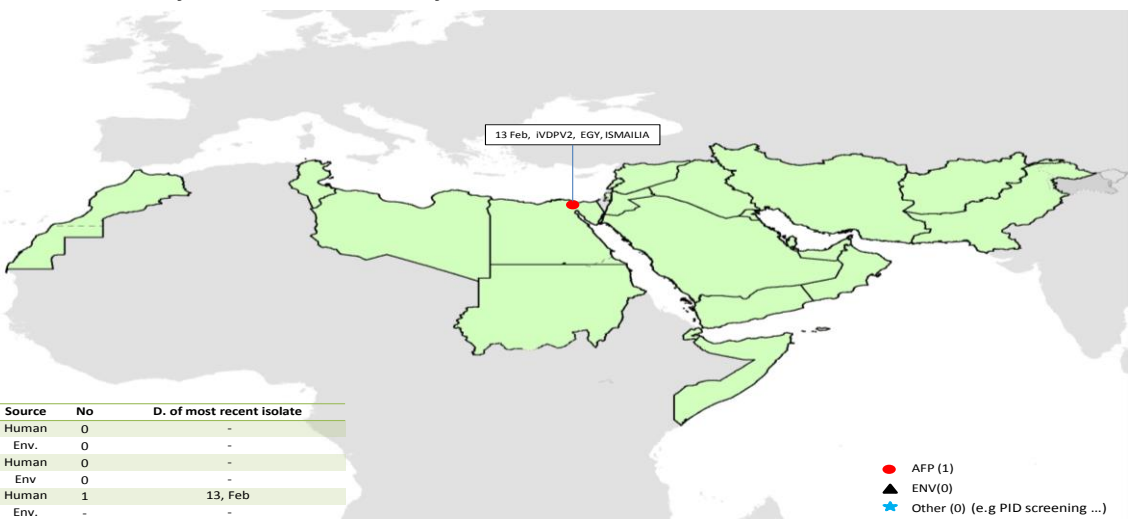 13 Feb, iVDPV2, EGY, ISMAILIA
Source No D. of most recent isolate
Human 0 -
Env. 0 -
Human 0 -
Env 0 -
Human 1 13, Feb
Env. - -
AFP (1)
ENV(0)
Other (0) (e.g PID screening ...)